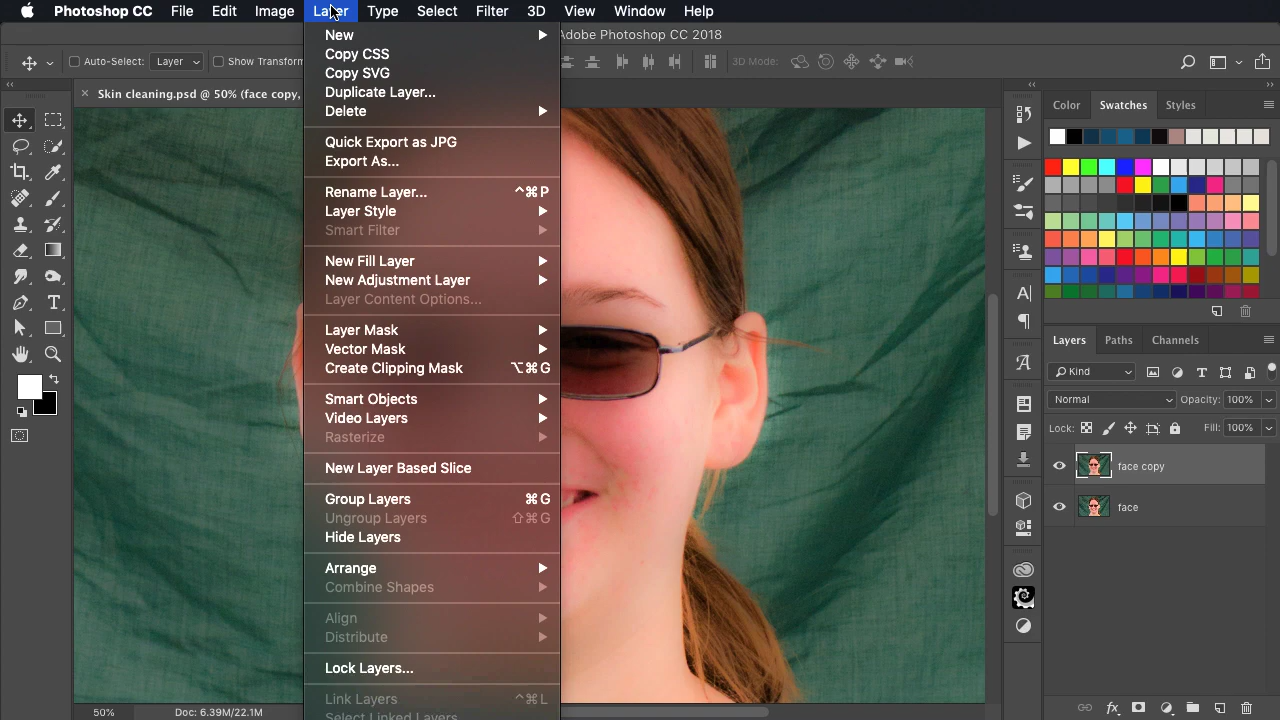 Photoshop CC File Edit Image Layer Type Select Filter 3D View Window Help
Adobe Photoshop CC 2018
Auto-Select: Layer Show Transform 3D Mode:
× Skin cleaning.psd @ 50% (face copy,
New
Copy CSS
Copy SVG
Duplicate Layer...
Delete
Quick Export as JPG
Export As...
Rename Layer... ^⌘P
Layer Style
Smart Filter
New Fill Layer
New Adjustment Layer
Layer Content Options...
Layer Mask
Vector Mask
Create Clipping Mask ⌥⌘G
Smart Objects
Video Layers
Rasterize
New Layer Based Slice
Group Layers ⌘G
Ungroup Layers ⇧⌘G
Hide Layers
Arrange
Combine Shapes
Align
Distribute
Lock Layers...
Link Layers ^⌘L
Select Linked Layers
Color Swatches Styles
Layers Paths Channels
Kind
Normal Opacity: 100%
Lock: Fill: 100%
face copy
face
50% Doc: 6.39M/22.1M